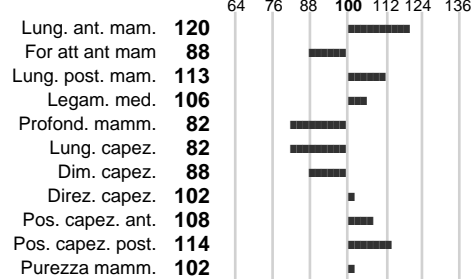 64 76 88 100 112 124 136
Lung. ant. mam. 120
For att ant mam 88
Lung. post. mam. 113
Legam. med. 106
Profond. mamm. 82
Lung. capez. 82
Dim. capez. 88
Direz. capez. 102
Pos. capez. ant. 108
Pos. capez. post. 114
Purezza mamm. 102